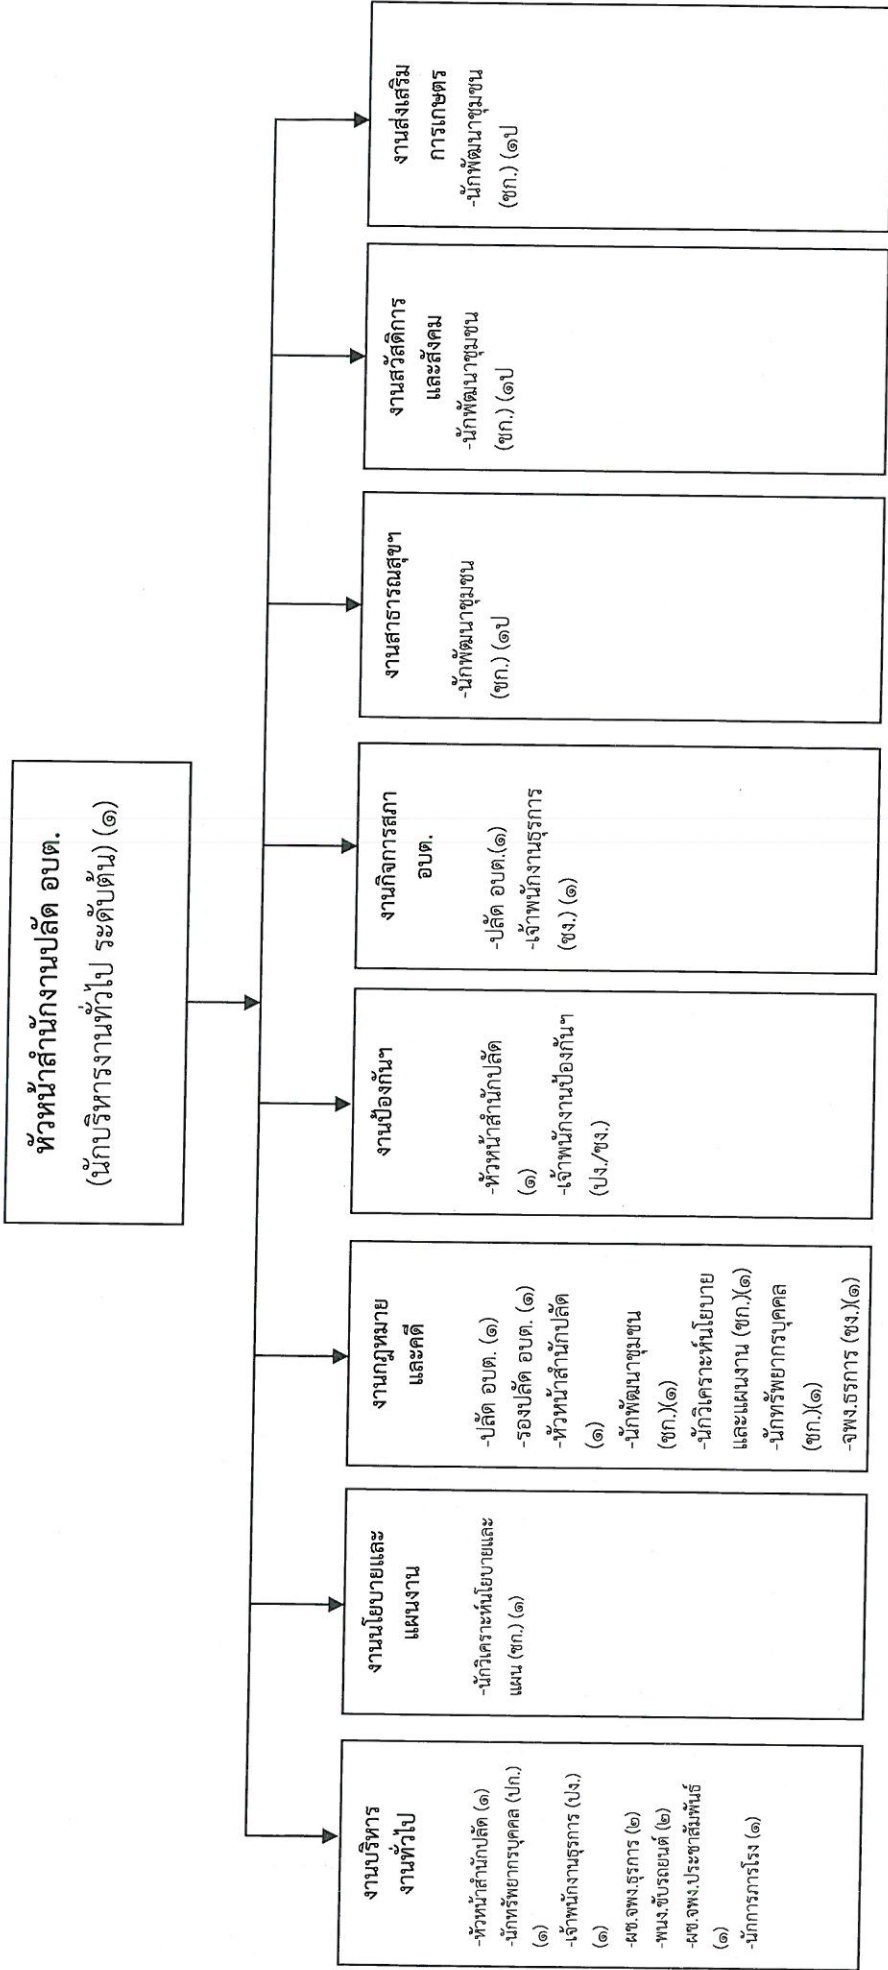 หัวหน้าสำนักงานปลัด อบต.
(นักบริหารงานทั่วไป ระดับต้น) (๑)
งานบริหาร
งานทั่วไป
-หัวหน้าสำนักปลัด (๑)
-นักทรัพยากรบุคคล (ปก.)
(๑)
-เจ้าพนักงานธุรการ (ปง.)
(๑)
-ผช.จพง.ธุรการ (๒)
-พนง.ขับรถยนต์ (๒)
-ผช.จพง.ประชาสัมพันธ์
(๑)
-นักการภารโรง (๑)
งานนโยบายและ
แผนงาน
-นักวิเคราะห์นโยบายและ
แผน (ชก.) (๑)
งานกฎหมาย
และคดี
-ปลัด อบต. (๑)
-รองปลัด อบต. (๑)
-หัวหน้าสำนักปลัด
(๑)
-นักพัฒนาชุมชน
(ชก.)(๑)
-นักวิเคราะห์นโยบาย
และแผนงาน (ชก.)(๑)
-นักทรัพยากรบุคคล
(ชก.)(๑)
-จพง.ธุรการ (ชง.)(๑)
งานป้องกันฯ
-หัวหน้าสำนักปลัด
(๑)
-เจ้าพนักงานป้องกันฯ
(ปง./ชง.)
งานกิจการสภา
อบต.
-ปลัด อบต.(๑)
-เจ้าพนักงานธุรการ
(ชง.) (๑)
งานสาธารณสุขฯ
-นักพัฒนาชุมชน
(ชก.) (๑ป
งานสวัสดิการ
และสังคม
-นักพัฒนาชุมชน
(ชก.) (๑ป
งานส่งเสริม
การเกษตร
-นักพัฒนาชุมชน
(ชก.) (๑ป